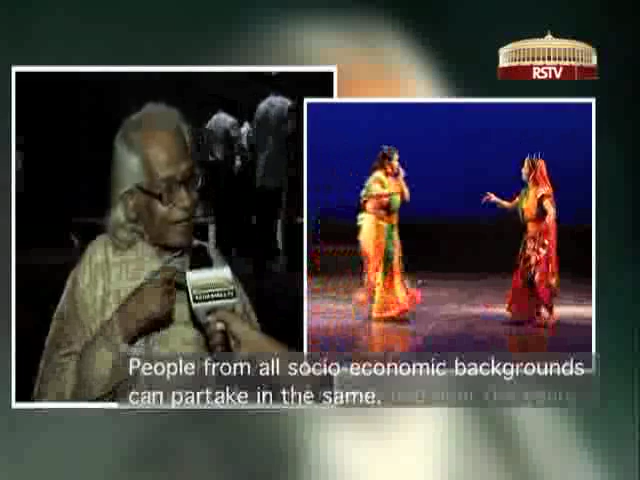 RSTV
People from all socio economic backgrounds
can partake in the same.